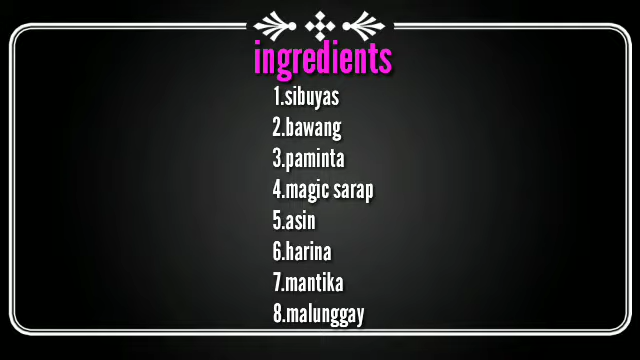 ingredients
1.sibuyas
2.bawang
3.paminta
4.magic sarap
5.asin
6.harina
7.mantika
8.malunggay